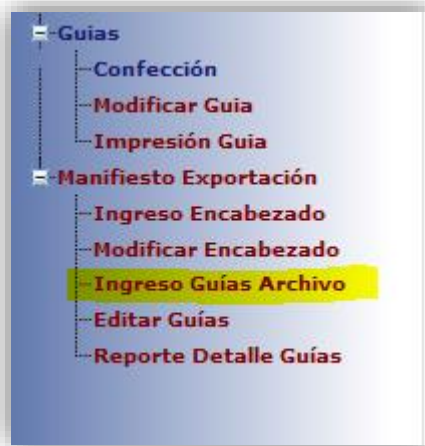 Guias
Confección
Modificar Guia
Impresión Guia
Manifiesto Exportación
Ingreso Encabezado
Modificar Encabezado
Ingreso Guías Archivo
Editar Guías
Reporte Detalle Guías